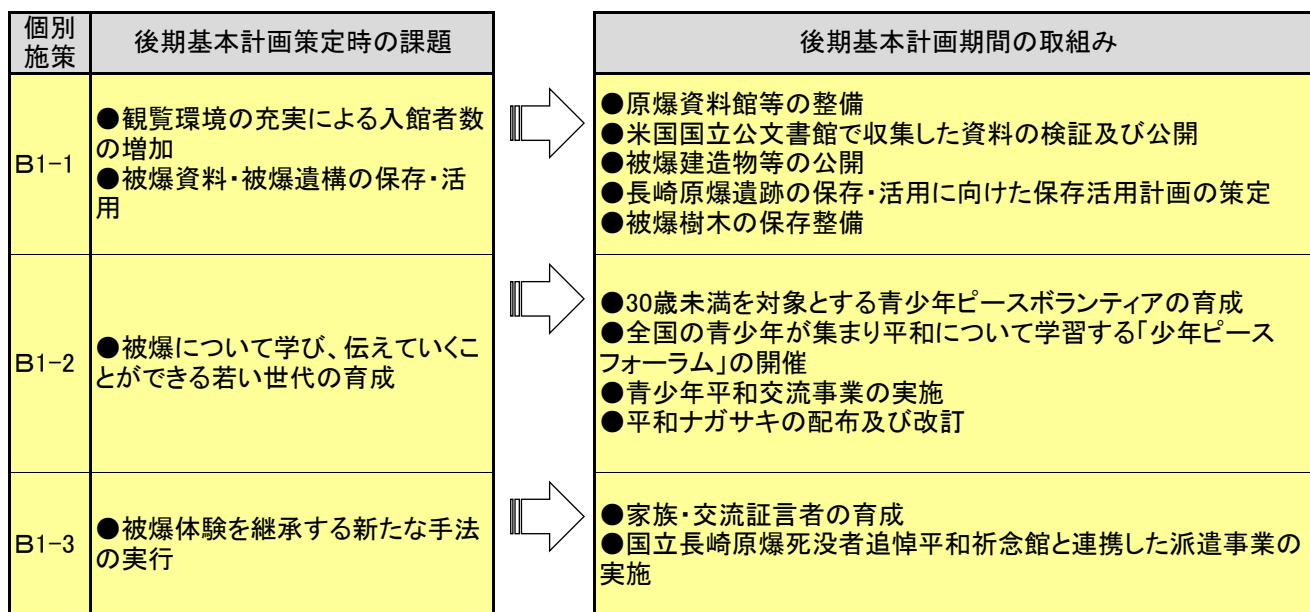 個別
施策
後期基本計画策定時の課題
後期基本計画期間の取組み
B1-1
●観覧環境の充実による入館者数
の増加
●被爆資料・被爆遺構の保存・活
用
●原爆資料館等の整備
●米国国立公文書館で収集した資料の検証及び公開
●被爆建造物等の公開
●長崎原爆遺跡の保存・活用に向けた保存活用計画の策定
●被爆樹木の保存整備
B1-2
●被爆について学び、伝えていくこ
とができる若い世代の育成
●30歳未満を対象とする青少年ピースボランティアの育成
●全国の青少年が集まり平和について学習する「少年ピース
フォーラム」の開催
●青少年平和交流事業の実施
●平和ナガサキの配布及び改訂
B1-3
●被爆体験を継承する新たな手法
の実行
●家族・交流証言者の育成
●国立長崎原爆死没者追悼平和祈念館と連携した派遣事業の
実施